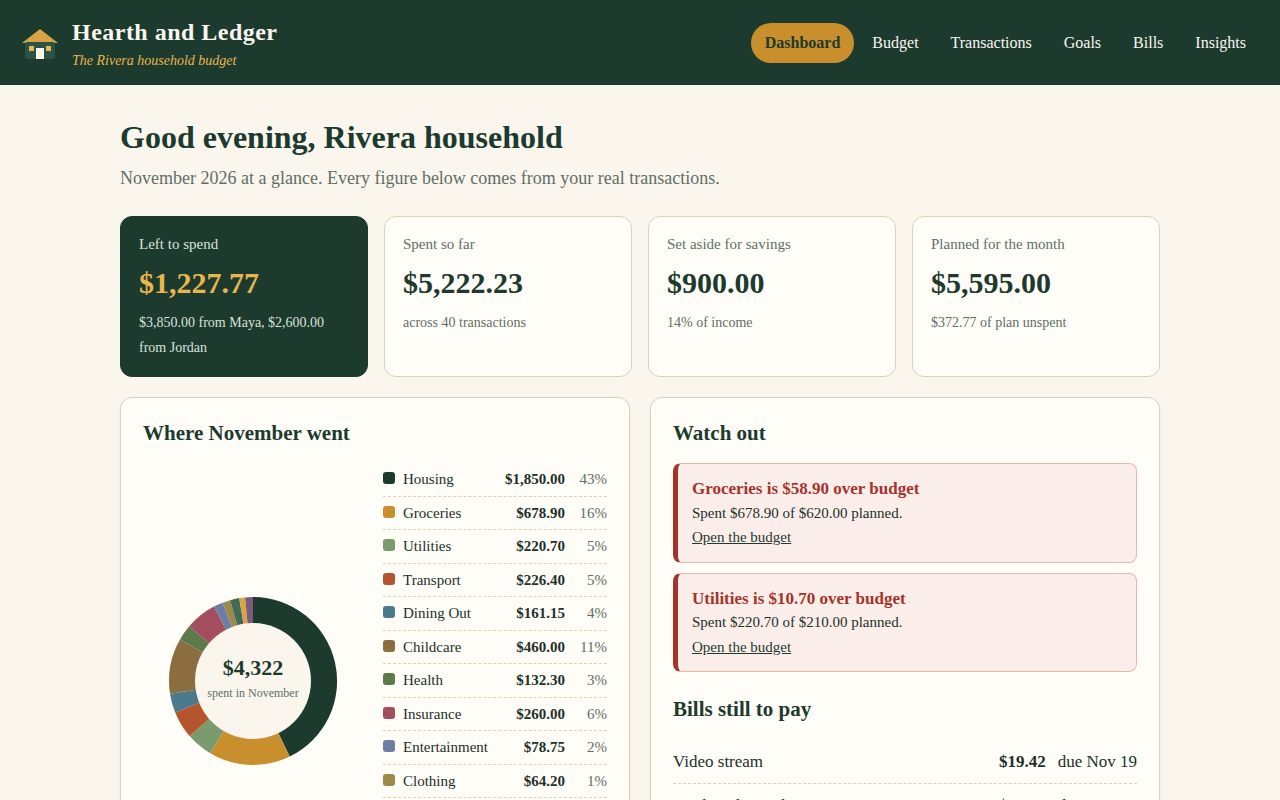 Hearth and Ledger
The Rivera household budget
Dashboard Budget Transactions Goals Bills Insights
Good evening, Rivera household
November 2026 at a glance. Every figure below comes from your real transactions.
Left to spend
$1,227.77
$3,850.00 from Maya, $2,600.00
from Jordan
Spent so far
$5,222.23
across 40 transactions
Set aside for savings
$900.00
14% of income
Planned for the month
$5,595.00
$372.77 of plan unspent
Where November went
$4,322
spent in November
Housing $1,850.00 43%
Groceries $678.90 16%
Utilities $220.70 5%
Transport $226.40 5%
Dining Out $161.15 4%
Childcare $460.00 11%
Health $132.30 3%
Insurance $260.00 6%
Entertainment $78.75 2%
Clothing $64.20 1%
Watch out
Groceries is $58.90 over budget
Spent $678.90 of $620.00 planned.
Open the budget
Utilities is $10.70 over budget
Spent $220.70 of $210.00 planned.
Open the budget
Bills still to pay
Video stream $19.42 due Nov 19